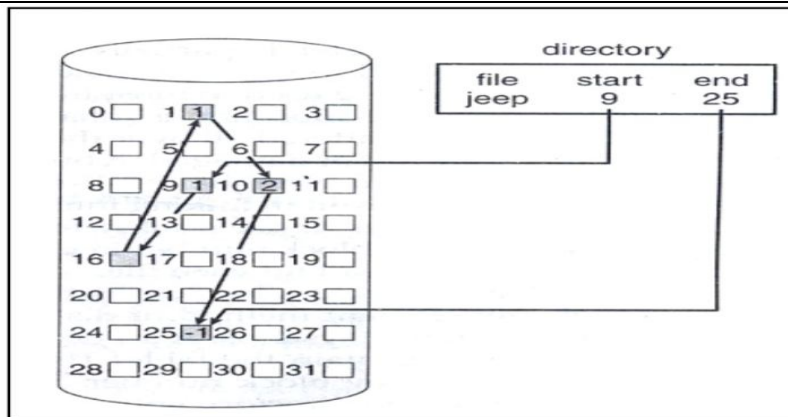 directory
file start end
jeep 9 25
0 1 1 2 3
4 5 6 7
8 9 1 10 2 11
12 13 14 15
16 17 18 19
20 21 22 23
24 25 -1 26 27
28 29 30 31